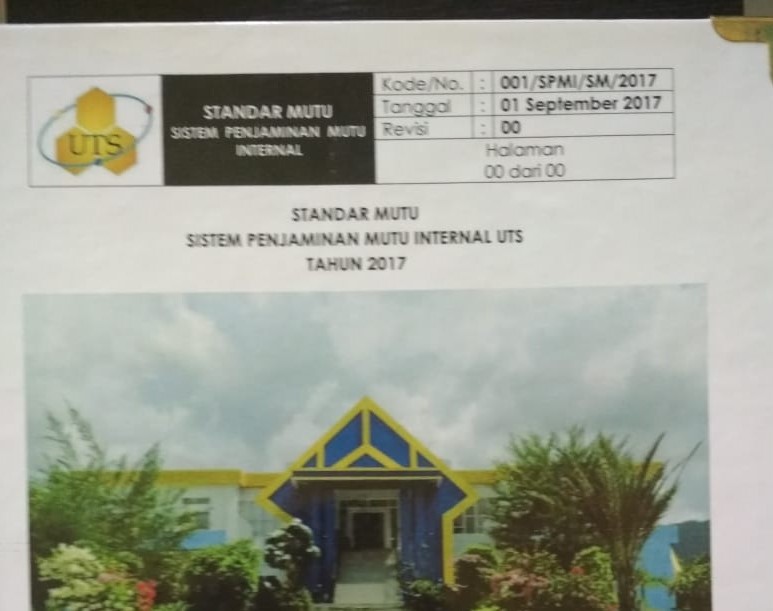 UTS
STANDAR MUTU
SISTEM PENJAMINAN MUTU
INTERNAL
Kode/No. : 001/SPMI/SM/2017
Tanggal : 01 September 2017
Revisi : 00
Halaman
00 dari 00
STANDAR MUTU
SISTEM PENJAMINAN MUTU INTERNAL UTS
TAHUN 2017